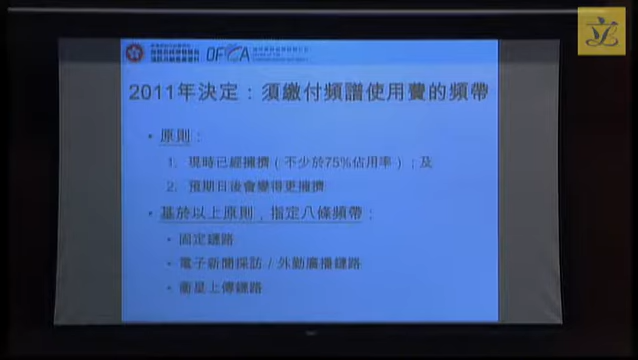 OFCA
2011年決定：須繳付頻譜使用費的頻帶
• 原則：
1. 現時已經擁擠（不少於75%佔用率）；及
2. 預期日後會變得更擁擠
• 基於以上原則，指定八條頻帶：
• 固定鏈路
• 電子新聞採訪 / 外勤廣播鏈路
• 衞星上傳鏈路